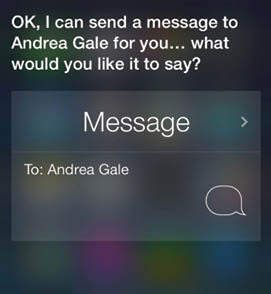 OK, I can send a message to
Andrea Gale for you... what
would you like it to say?
Message
To: Andrea Gale